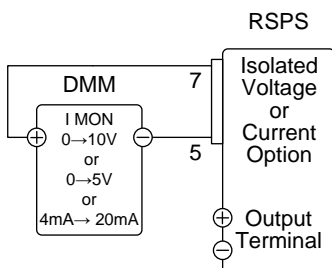 RSPS
DMM
7
Isolated
Voltage
or
Current
Option
+
I MON
−
0→10V
or
0→5V
or
4mA→ 20mA
5
+
Output
Terminal
−